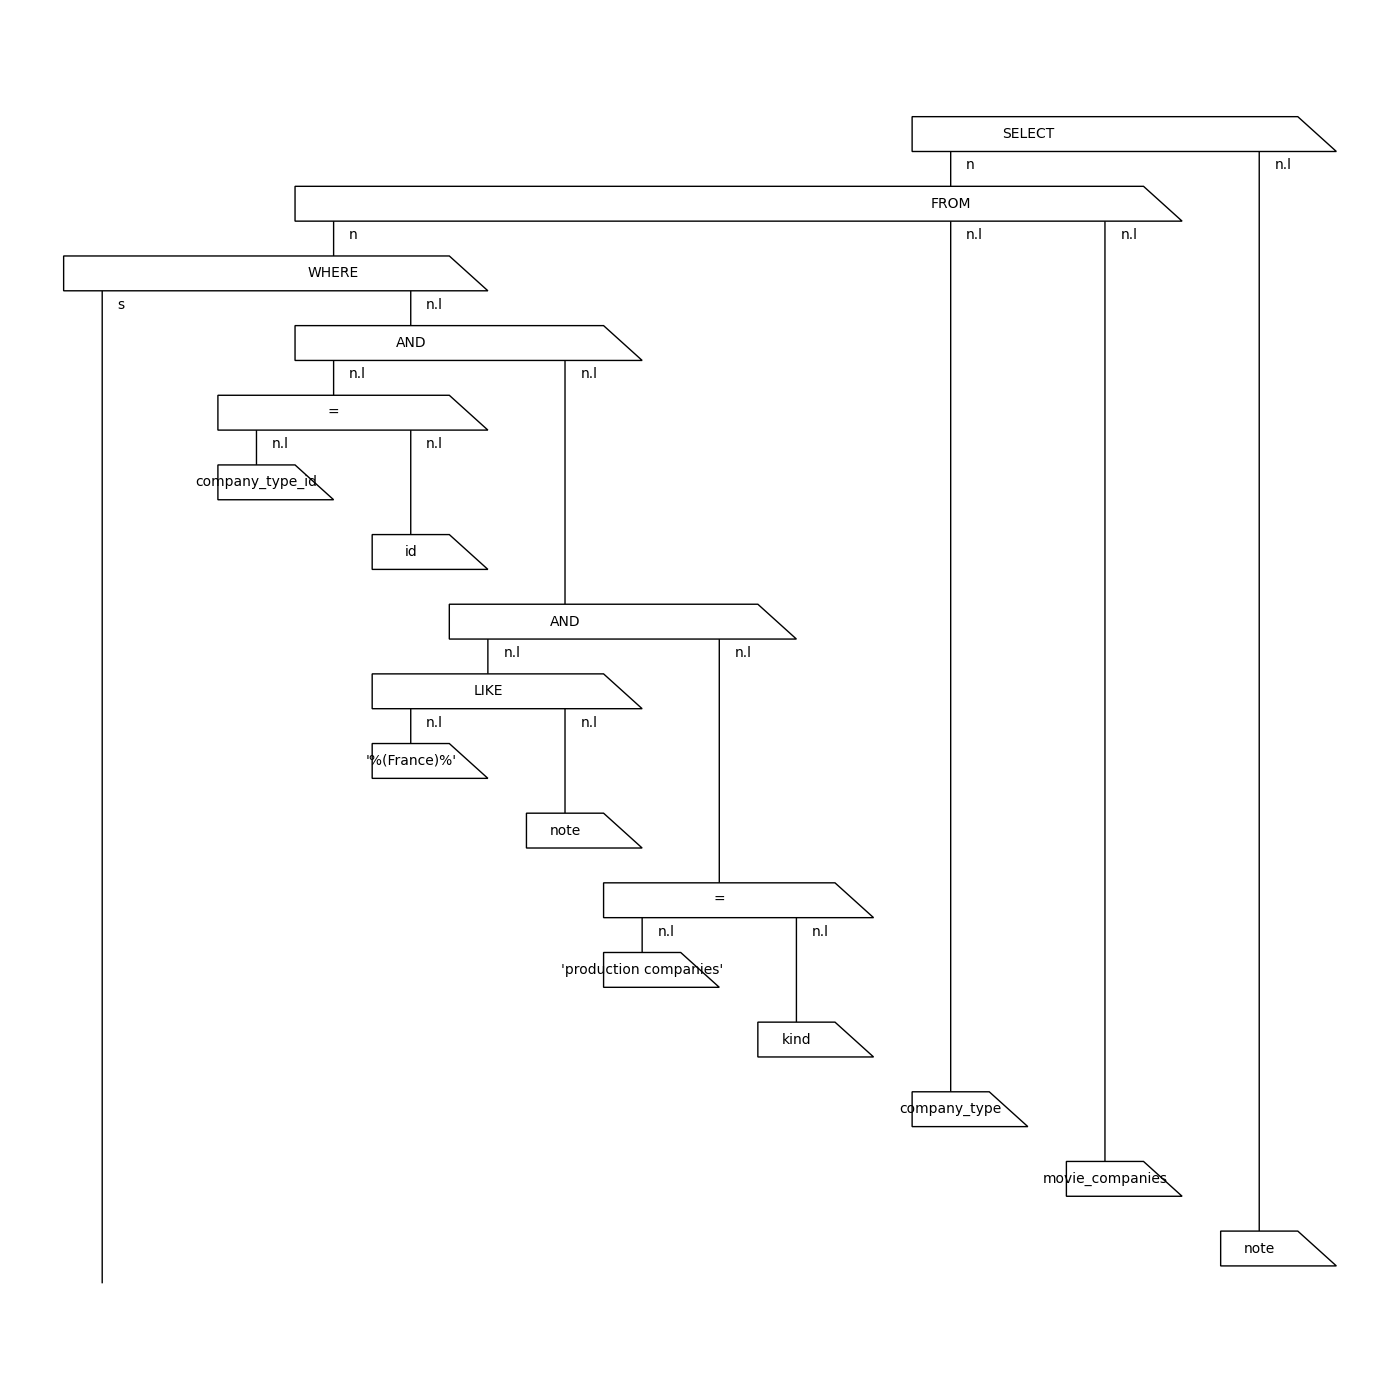 SELECT
n n.l
FROM
n n.l n.l
WHERE
s n.l
AND
n.l n.l
=
n.l n.l
company_type_id
id
AND
n.l n.l
LIKE
n.l n.l
'%(France)%'
note
=
n.l n.l
'production companies'
kind
company_type
movie_companies
note